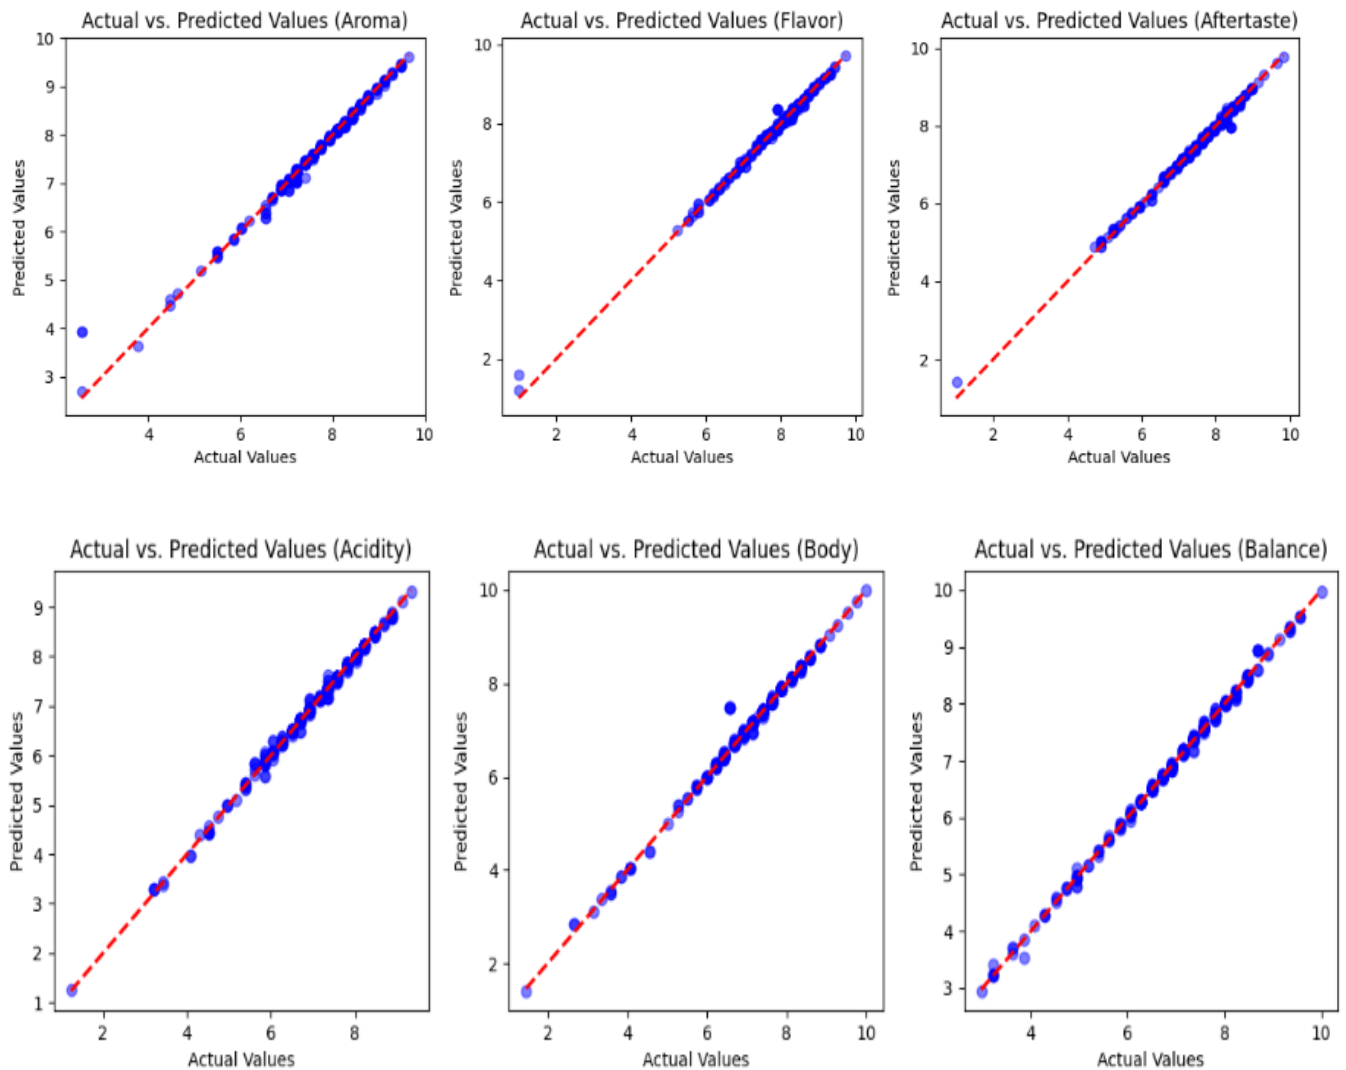 Actual vs. Predicted Values (Aroma)
10
9
8
7
6
5
4
3
Predicted Values
4 6 8 10
Actual Values
Actual vs. Predicted Values (Flavor)
10
8
6
4
2
Predicted Values
2 4 6 8 10
Actual Values
Actual vs. Predicted Values (Aftertaste)
10
8
6
4
2
Predicted Values
2 4 6 8 10
Actual Values
Actual vs. Predicted Values (Acidity)
9
8
7
6
5
4
3
2
1
Predicted Values
2 4 6 8
Actual Values
Actual vs. Predicted Values (Body)
10
8
6
4
2
Predicted Values
2 4 6 8 10
Actual Values
Actual vs. Predicted Values (Balance)
10
9
8
7
6
5
4
3
Predicted Values
4 6 8 10
Actual Values